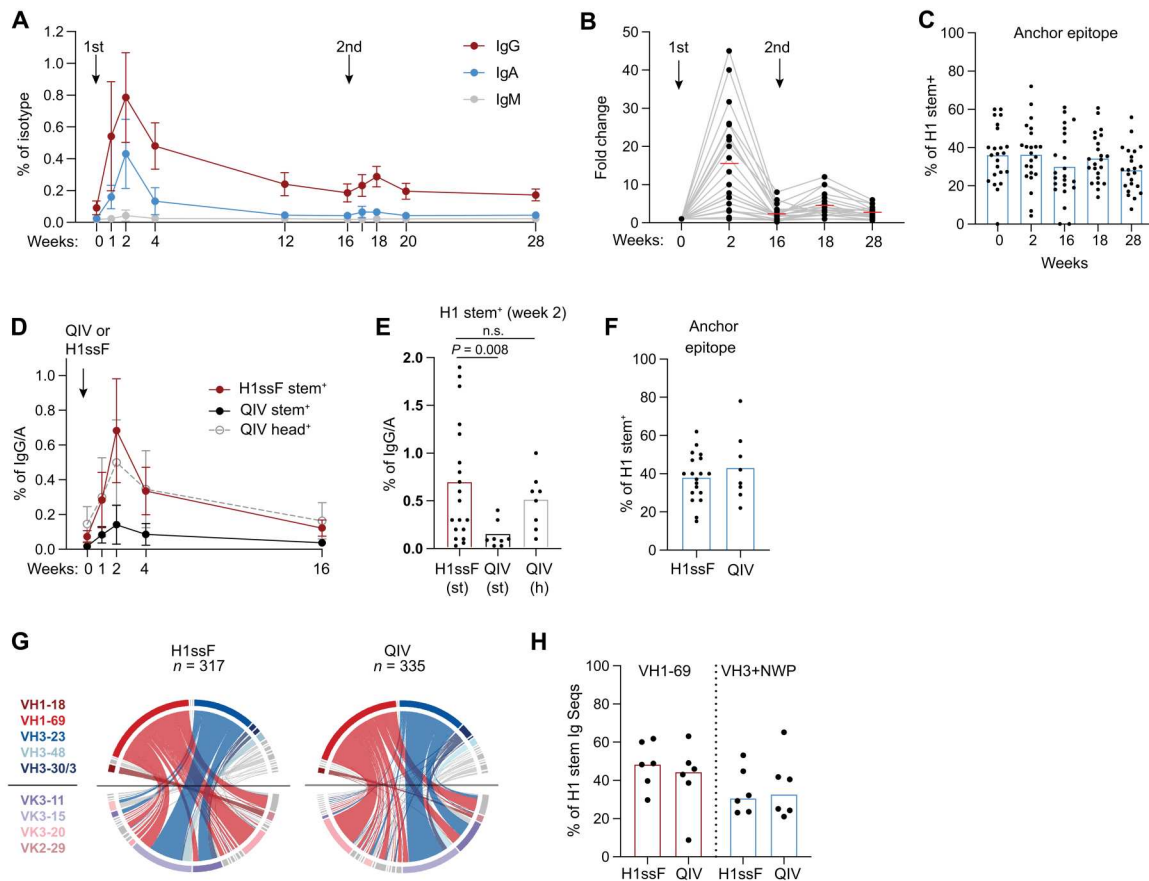 A
1.2
1.0
0.8
0.6
0.4
0.2
0.0
% of isotype
1st
2nd
IgG
IgA
IgM
Weeks: 0 1 2 4 12 16 18 20 28
B
50
40
30
20
15
10
5
0
Fold change
1st
2nd
Weeks: 0 2 16 18 28
C
Anchor epitope
100
80
60
40
20
0
% of H1 stem+
0 2 16 18 28
Weeks
D
QIV or
H1ssF
1.0
0.8
0.6
0.4
0.2
0.0
% of IgG/A
H1ssF stem⁺
QIV stem⁺
QIV head⁺
Weeks: 0 1 2 4 16
E
H1 stem⁺ (week 2)
n.s.
P = 0.008
2.0
1.5
1.0
0.5
0.0
% of IgG/A
H1ssF QIV QIV
(st) (st) (h)
F
Anchor
epitope
100
80
60
40
20
0
% of H1 stem⁺
H1ssF QIV
G
H1ssF
n = 317
QIV
n = 335
VH1-18
VH1-69
VH3-23
VH3-48
VH3-30/3
VK3-11
VK3-15
VK3-20
VK2-29
H
VH1-69
VH3+NWP
100
80
60
40
20
0
% of H1 stem Ig Seqs
H1ssF QIV H1ssF QIV